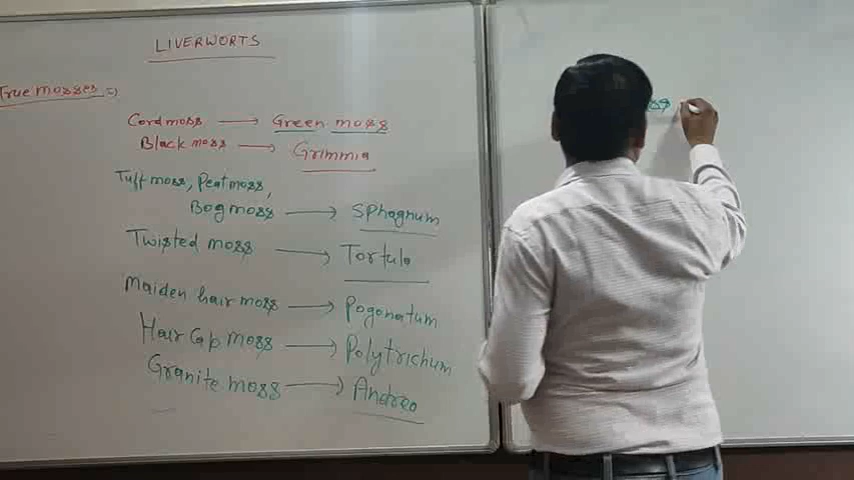 LIVERWORTS
True mosses =>
Cord moss → Green moss
Black moss → Grimmia
Tuff moss, Peat moss,
Bog moss → Sphagnum
Twisted moss → Tortula
Maiden hair moss → Pogonatum
Hair Cap moss → Polytrichum
Granite moss → Andreo